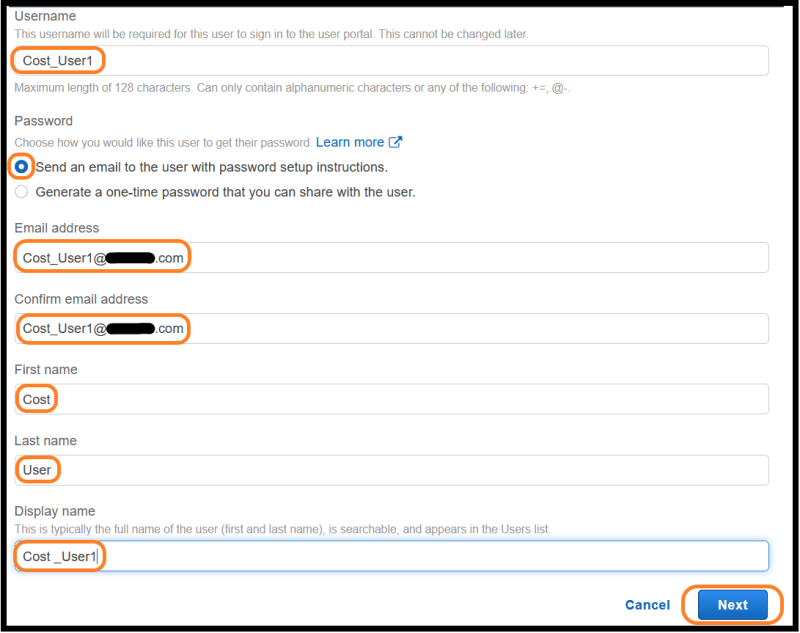 Username
This username will be required for this user to sign in to the user portal. This cannot be changed later.
Cost_User1
Maximum length of 128 characters. Can only contain alphanumeric characters or any of the following: +=,.@-.
Password
Choose how you would like this user to get their password. Learn more
Send an email to the user with password setup instructions.
Generate a one-time password that you can share with the user.
Email address
Cost_User1@ .com
Confirm email address
Cost_User1@ .com
First name
Cost
Last name
User
Display name
This is typically the full name of the user (first and last name), is searchable, and appears in the Users list.
Cost _User1
Cancel Next